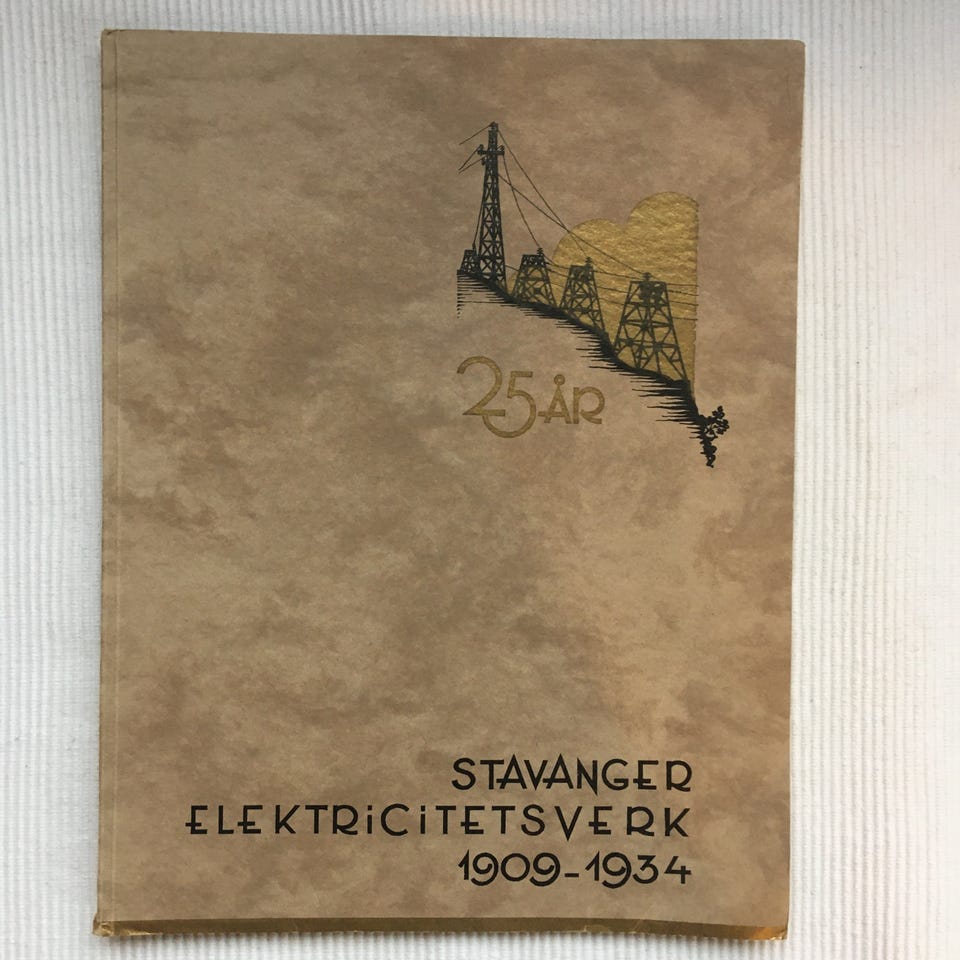 25 ÅR
STAVANGER
ELEKTRiCiTETSVERK
1909-1934